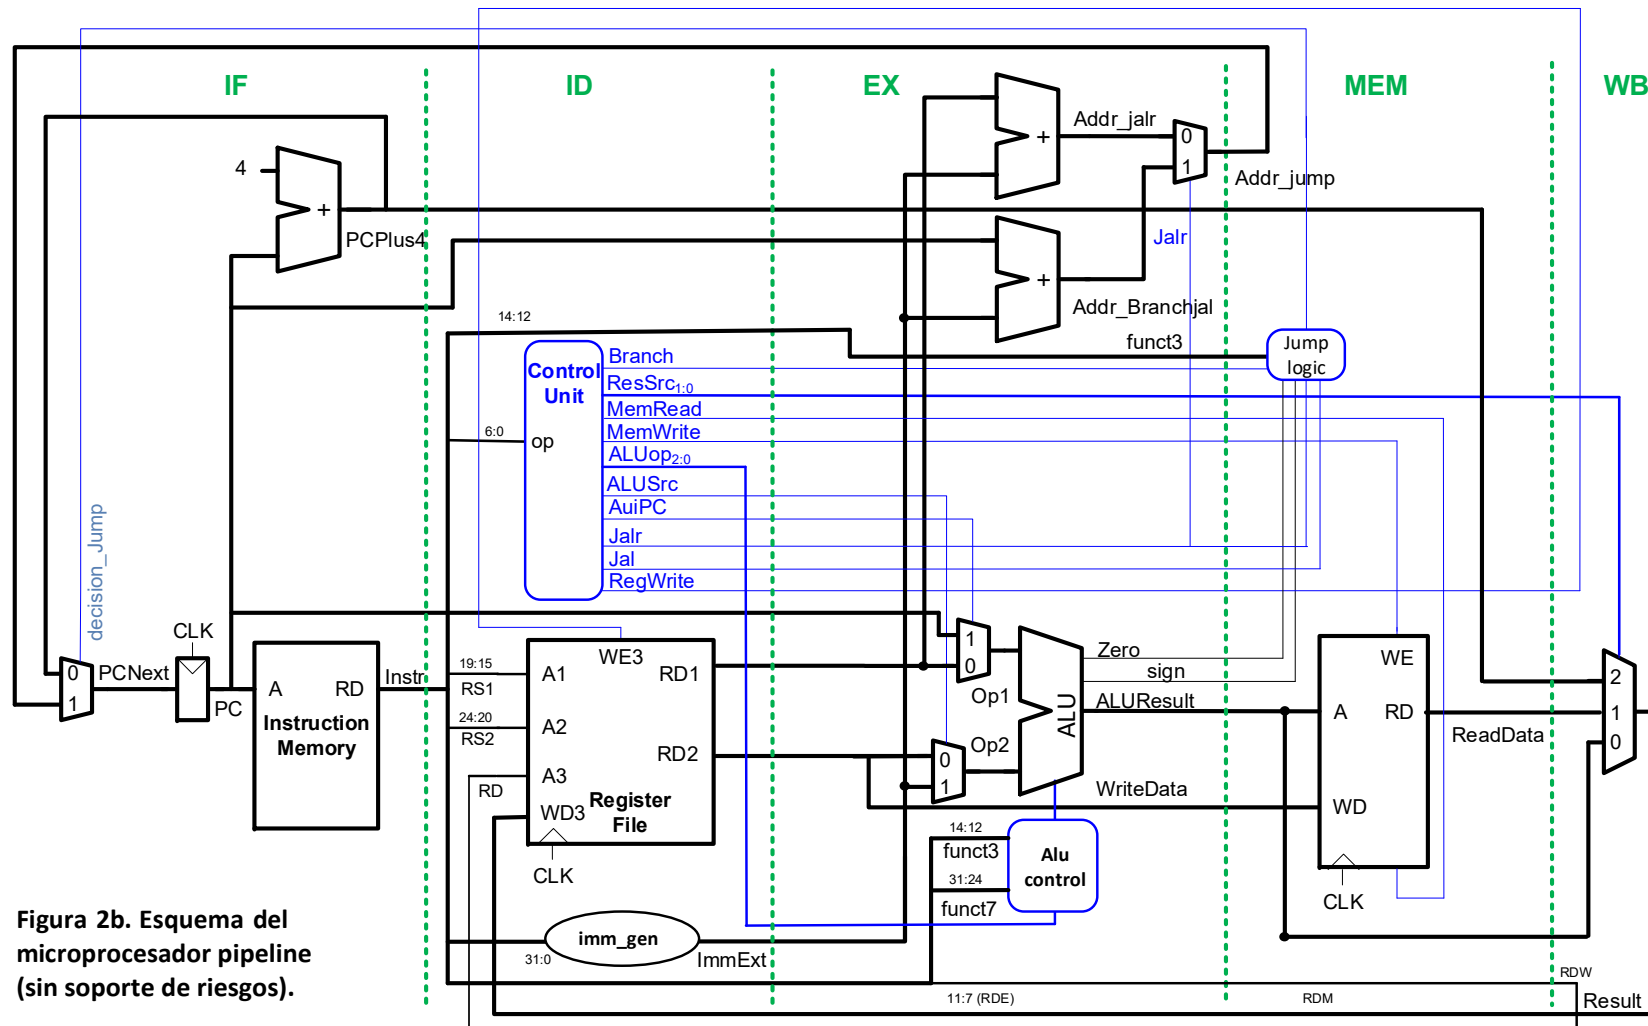 IF
ID
EX
MEM
WB
4
+
PCPlus4
+
Addr_jalr
0
1
Addr_jump
Jalr
+
Addr_Branchjal
14:12
funct3
Jump
logic
Control
Unit
op
6:0
Branch
ResSrc1:0
MemRead
MemWrite
ALUop2:0
ALUSrc
AuiPC
Jalr
Jal
RegWrite
decision_Jump
0
1
PCNext
CLK
PC
A
RD
Instruction
Memory
Instr
19:15
RS1
24:20
RS2
RD
WE3
A1
RD1
A2
RD2
A3
WD3
Register
File
CLK
1
0
Op1
0
1
Op2
ALU
Zero
sign
ALUResult
WriteData
WE
A
RD
WD
CLK
ReadData
2
1
0
14:12
funct3
31:24
funct7
Alu
control
imm_gen
31:0
ImmExt
11:7 (RDE)
RDM
RDW
Result
Figura 2b. Esquema del
microprocesador pipeline
(sin soporte de riesgos).